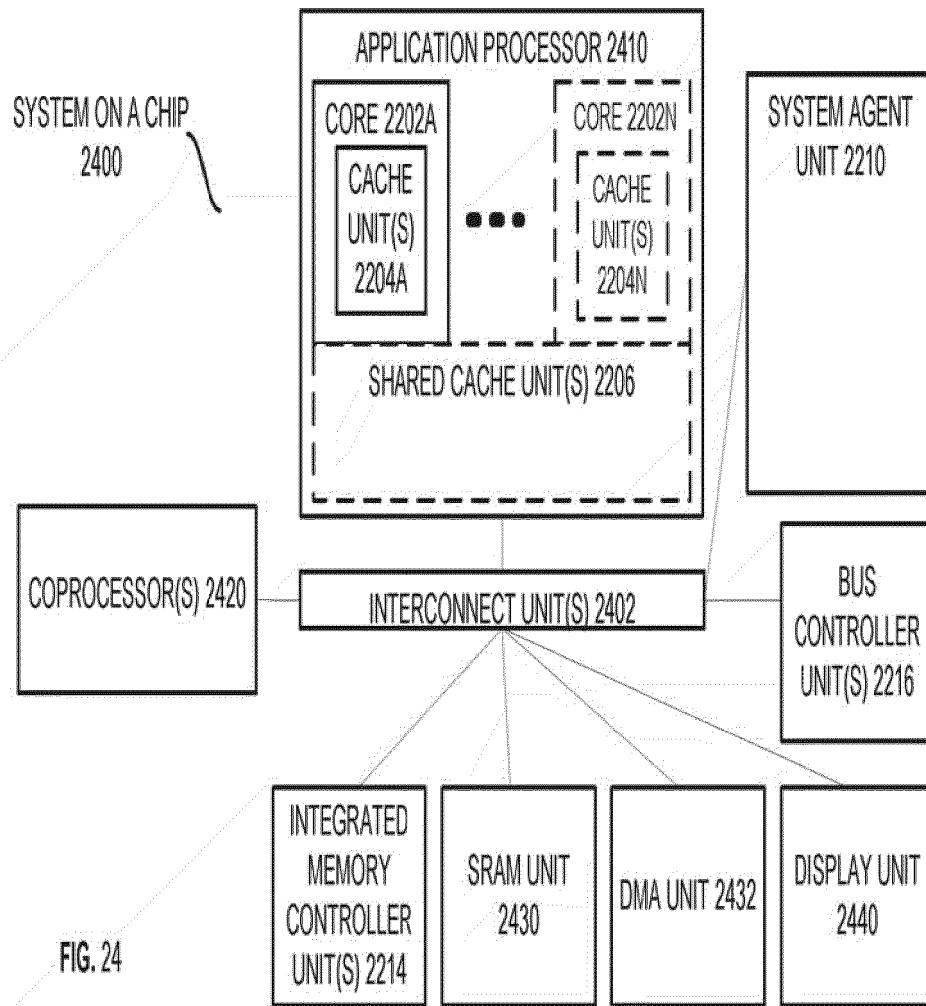 APPLICATION PROCESSOR 2410
SYSTEM ON A CHIP
2400
CORE 2202A
CACHE
UNIT(S)
2204A
CORE 2202N
CACHE
UNIT(S)
2204N
SHARED CACHE UNIT(S) 2206
SYSTEM AGENT
UNIT 2210
COPROCESSOR(S) 2420
INTERCONNECT UNIT(S) 2402
BUS
CONTROLLER
UNIT(S) 2216
INTEGRATED
MEMORY
CONTROLLER
UNIT(S) 2214
SRAM UNIT
2430
DMA UNIT 2432
DISPLAY UNIT
2440
FIG. 24